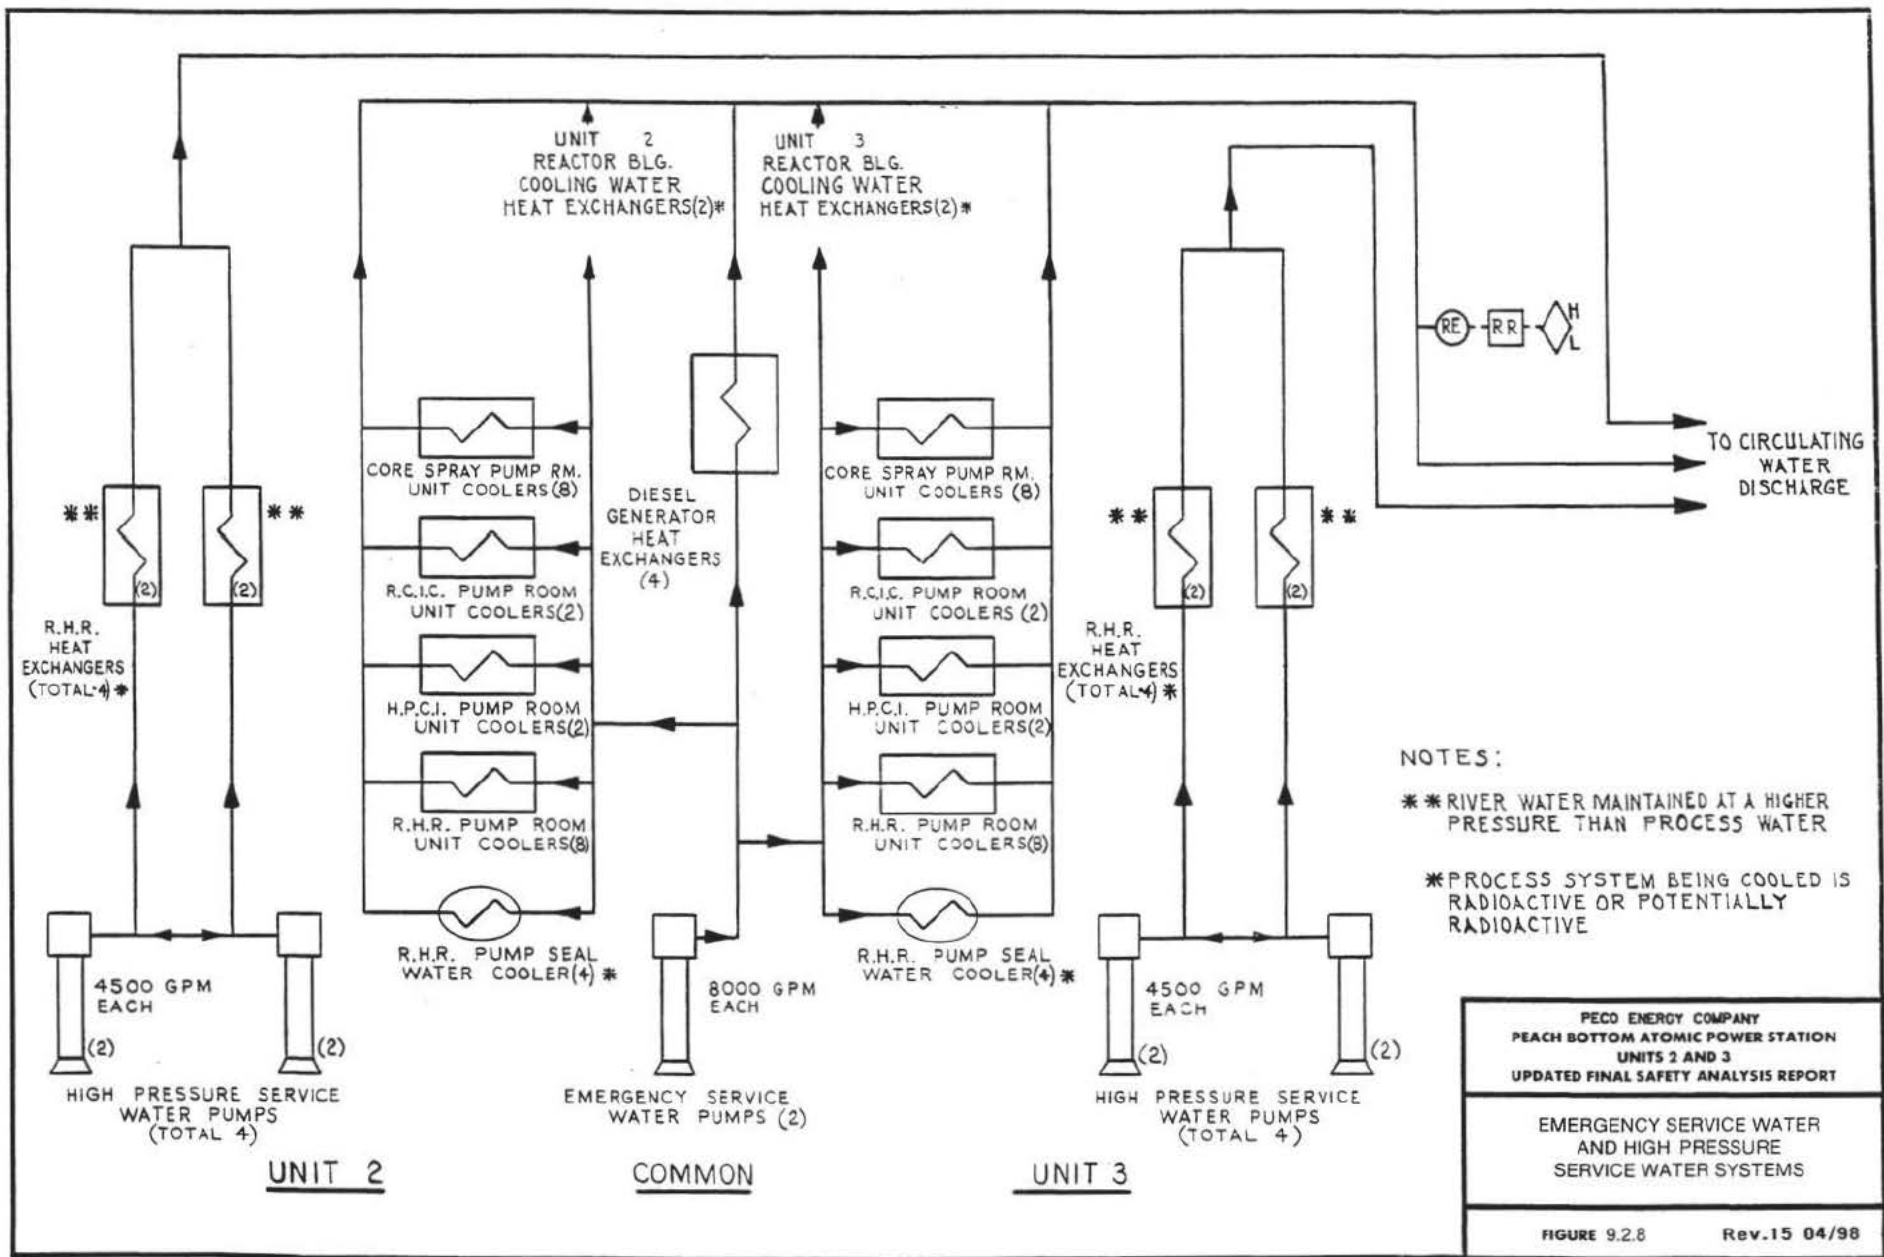 UNIT 2
REACTOR BLG.
COOLING WATER
HEAT EXCHANGERS(2)*
UNIT 3
REACTOR BLG.
COOLING WATER
HEAT EXCHANGERS(2)*
RE
RR
H
L
TO CIRCULATING
WATER
DISCHARGE
**
(2)
**
(2)
R.H.R.
HEAT
EXCHANGERS
(TOTAL-4)*
CORE SPRAY PUMP RM.
UNIT COOLERS(8)
R.C.I.C. PUMP ROOM
UNIT COOLERS(2)
H.P.C.I. PUMP ROOM
UNIT COOLERS(2)
R.H.R. PUMP ROOM
UNIT COOLERS(8)
R.H.R. PUMP SEAL
WATER COOLER(4)*
DIESEL
GENERATOR
HEAT
EXCHANGERS
(4)
CORE SPRAY PUMP RM.
UNIT COOLERS (8)
R.C.I.C. PUMP ROOM
UNIT COOLERS (2)
H.P.C.I. PUMP ROOM
UNIT COOLERS(2)
R.H.R. PUMP ROOM
UNIT COOLERS(8)
R.H.R. PUMP SEAL
WATER COOLER(4)*
**
(2)
**
(2)
R.H.R.
HEAT
EXCHANGERS
(TOTAL-4)*
NOTES:
** RIVER WATER MAINTAINED AT A HIGHER
PRESSURE THAN PROCESS WATER
*PROCESS SYSTEM BEING COOLED IS
RADIOACTIVE OR POTENTIALLY
RADIOACTIVE
4500 GPM
EACH
(2)
(2)
HIGH PRESSURE SERVICE
WATER PUMPS
(TOTAL 4)
8000 GPM
EACH
EMERGENCY SERVICE
WATER PUMPS (2)
4500 GPM
EACH
(2)
(2)
HIGH PRESSURE SERVICE
WATER PUMPS
(TOTAL 4)
UNIT 2
COMMON
UNIT 3
PECO ENERGY COMPANY
PEACH BOTTOM ATOMIC POWER STATION
UNITS 2 AND 3
UPDATED FINAL SAFETY ANALYSIS REPORT
EMERGENCY SERVICE WATER
AND HIGH PRESSURE
SERVICE WATER SYSTEMS
FIGURE 9.2.8 Rev.15 04/98